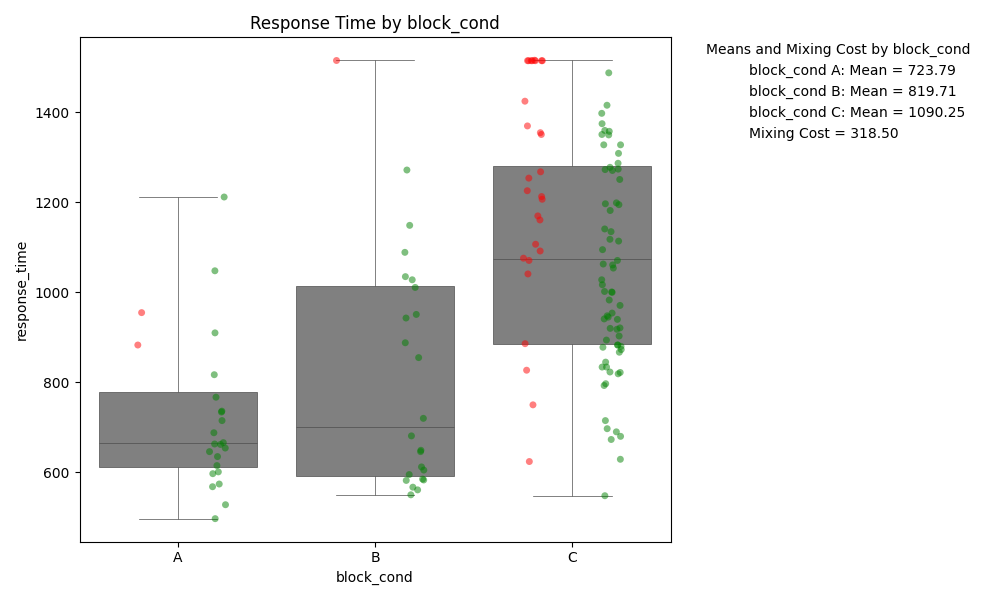 Response Time by block_cond
Means and Mixing Cost by block_cond
block_cond A: Mean = 723.79
block_cond B: Mean = 819.71
block_cond C: Mean = 1090.25
Mixing Cost = 318.50
response_time
1400
1200
1000
800
600
A B C
block_cond